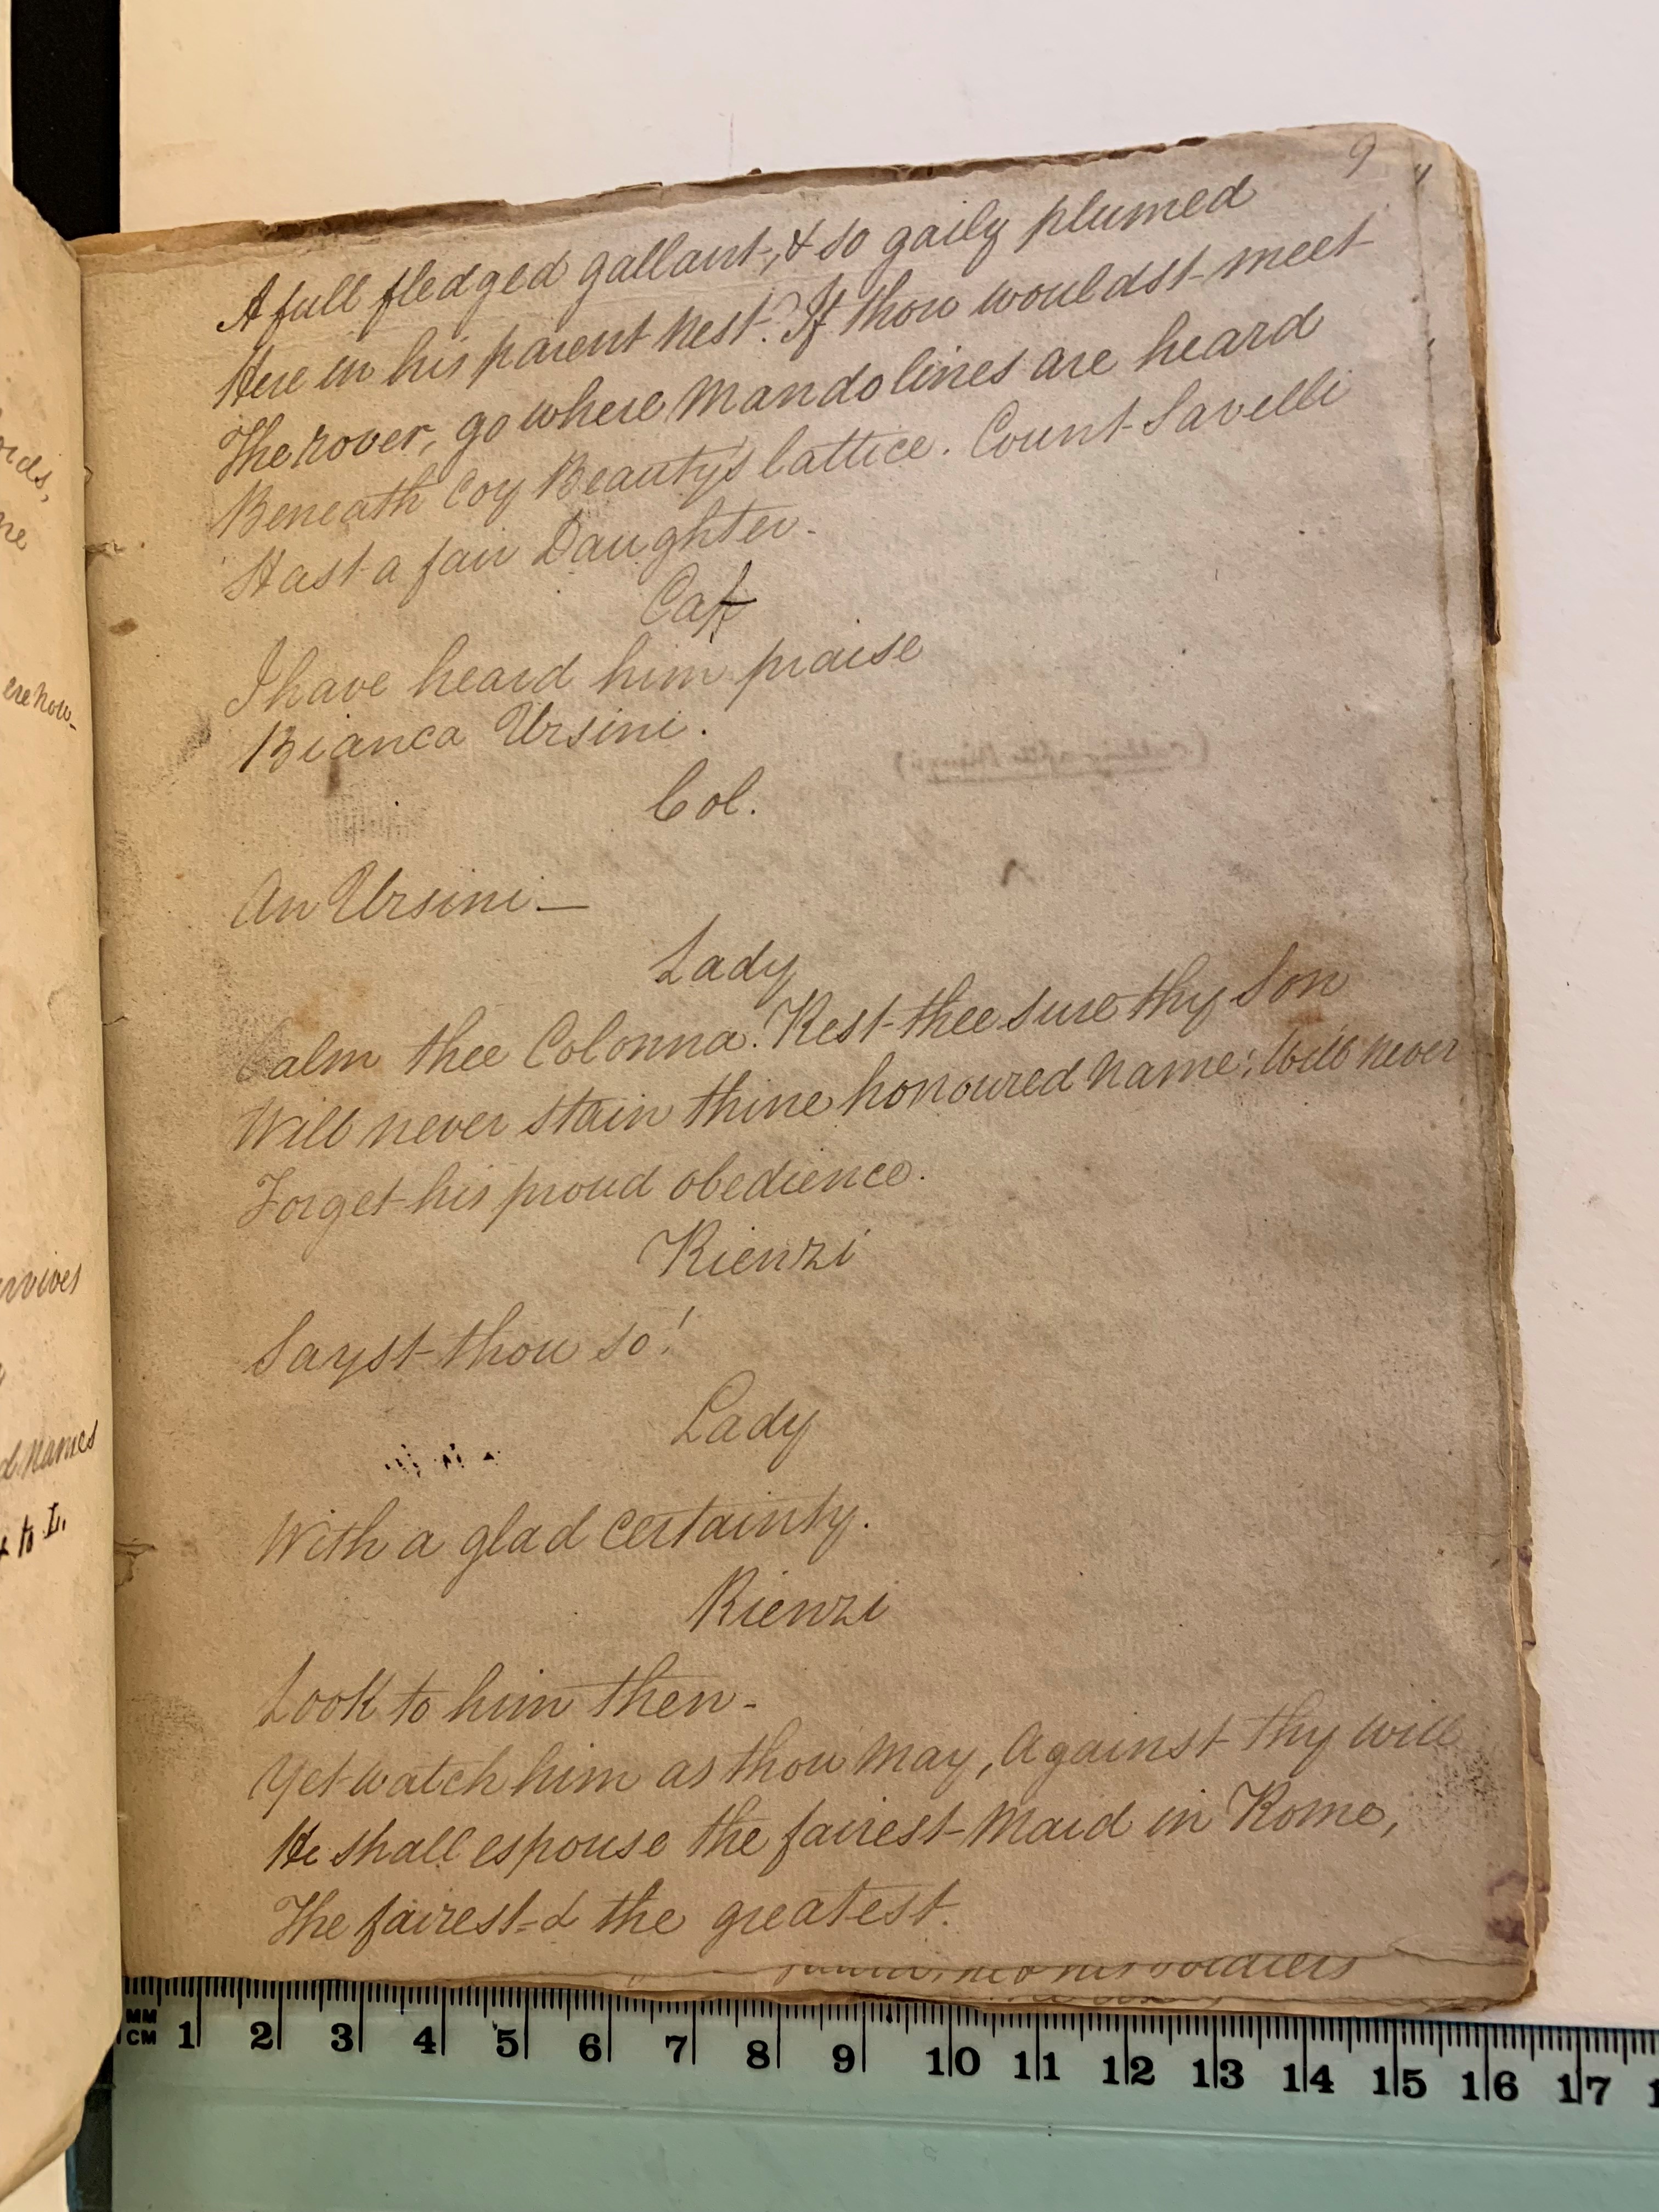 9
A full fledged gallant, & so gaily plumed
Here in his parent nest? If thou wouldst meet
The rover, go where Mandolines are heard
Beneath Coy Beauty's lattice. Count Savelli
Hast a fair Daughter-
Caf
I have heard him praise
Bianca Ursini.
Col.
An Ursini—
Lady
Calm thee Colonna. Rest thee sure thy Son
Will never stain thine honoured name; Will never
Forget his proud obedience.
Rienzi
Sayst thou so!
Lady
With a glad certainty.
Rienzi
Look to him then-
Yet watch him as thou may, Against thy will
He shall espouse the fairest Maid in Rome,
The fairest & the greatest.
soldiers
ere now-
d names
to L.
MM
CM 1 2 3 4 5 6 7 8 9 10 11 12 13 14 15 16 17